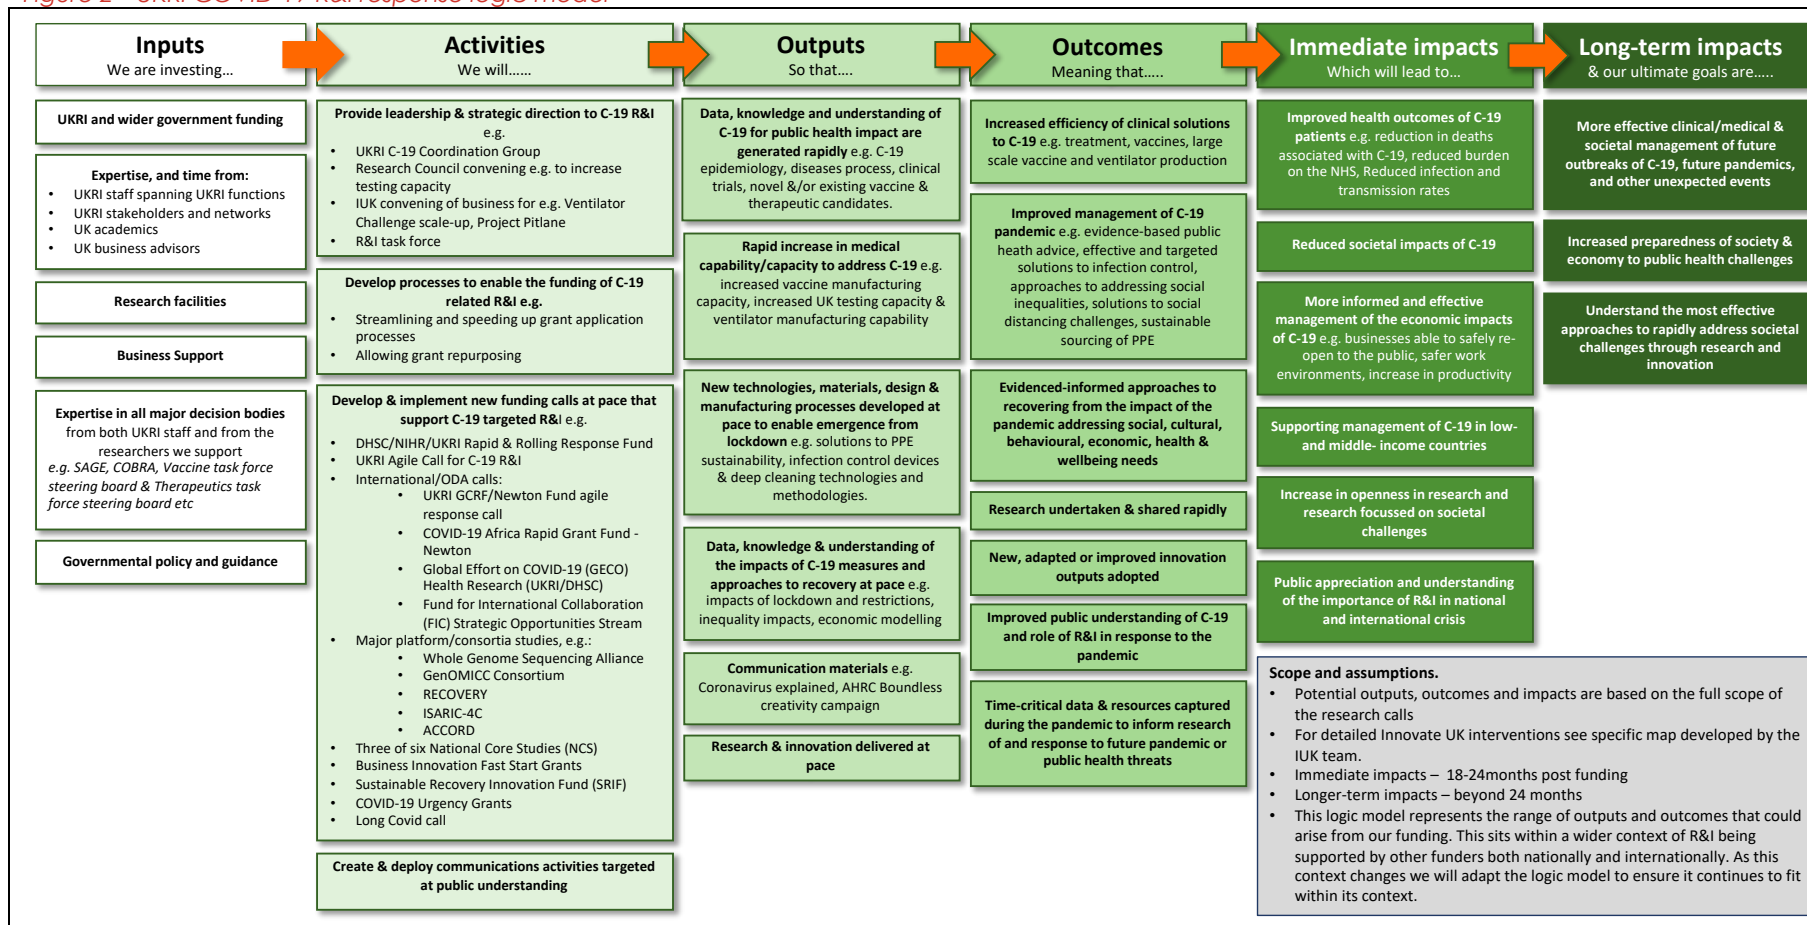 Figure 2 UKRI COVID-19 R&I response logic model
Inputs
We are investing…
UKRI and wider government funding
Expertise, and time from:
• UKRI staff spanning UKRI functions
• UKRI stakeholders and networks
• UK academics
• UK business advisors
Research facilities
Business Support
Expertise in all major decision bodies
from both UKRI staff and from the
researchers we support
e.g. SAGE, COBRA, Vaccine task force
steering board & Therapeutics task
force steering board etc
Governmental policy and guidance
Activities
We will……
Provide leadership & strategic direction to C-19 R&I
e.g.
• UKRI C-19 Coordination Group
• Research Council convening e.g. to increase
testing capacity
• IUK convening of business for e.g. Ventilator
Challenge scale-up, Project Pitlane
• R&I task force
Develop processes to enable the funding of C-19
related R&I e.g.
• Streamlining and speeding up grant application
processes
• Allowing grant repurposing
Develop & implement new funding calls at pace that
support C-19 targeted R&I e.g.
• DHSC/NIHR/UKRI Rapid & Rolling Response Fund
• UKRI Agile Call for C-19 R&I
• International/ODA calls:
• UKRI GCRF/Newton Fund agile
response call
• COVID-19 Africa Rapid Grant Fund -
Newton
• Global Effort on COVID-19 (GECO)
Health Research (UKRI/DHSC)
• Fund for International Collaboration
(FIC) Strategic Opportunities Stream
• Major platform/consortia studies, e.g.:
• Whole Genome Sequencing Alliance
• GenOMICC Consortium
• RECOVERY
• ISARIC-4C
• ACCORD
• Three of six National Core Studies (NCS)
• Business Innovation Fast Start Grants
• Sustainable Recovery Innovation Fund (SRIF)
• COVID-19 Urgency Grants
• Long Covid call
Create & deploy communications activities targeted
at public understanding
Outputs
So that….
Data, knowledge and understanding of
C-19 for public health impact are
generated rapidly e.g. C-19
epidemiology, diseases process, clinical
trials, novel &/or existing vaccine &
therapeutic candidates.
Rapid increase in medical
capability/capacity to address C-19 e.g.
increased vaccine manufacturing
capacity, increased UK testing capacity &
ventilator manufacturing capability
New technologies, materials, design &
manufacturing processes developed at
pace to enable emergence from
lockdown e.g. solutions to PPE
sustainability, infection control devices
& deep cleaning technologies and
methodologies.
Data, knowledge & understanding of
the impacts of C-19 measures and
approaches to recovery at pace e.g.
impacts of lockdown and restrictions,
inequality impacts, economic modelling
Communication materials e.g.
Coronavirus explained, AHRC Boundless
creativity campaign
Research & innovation delivered at
pace
Outcomes
Meaning that…..
Increased efficiency of clinical solutions
to C-19 e.g. treatment, vaccines, large
scale vaccine and ventilator production
Improved management of C-19
pandemic e.g. evidence-based public
heath advice, effective and targeted
solutions to infection control,
approaches to addressing social
inequalities, solutions to social
distancing challenges, sustainable
sourcing of PPE
Evidenced-informed approaches to
recovering from the impact of the
pandemic addressing social, cultural,
behavioural, economic, health &
wellbeing needs
Research undertaken & shared rapidly
New, adapted or improved innovation
outputs adopted
Improved public understanding of C-19
and role of R&I in response to the
pandemic
Time-critical data & resources captured
during the pandemic to inform research
of and response to future pandemic or
public health threats
Immediate impacts
Which will lead to…
Improved health outcomes of C-19
patients e.g. reduction in deaths
associated with C-19, reduced burden
on the NHS, Reduced infection and
transmission rates
Reduced societal impacts of C-19
More informed and effective
management of the economic impacts
of C-19 e.g. businesses able to safely re-
open to the public, safer work
environments, increase in productivity
Supporting management of C-19 in low-
and middle- income countries
Increase in openness in research and
research focussed on societal
challenges
Public appreciation and understanding
of the importance of R&I in national
and international crisis
Long-term impacts
& our ultimate goals are…..
More effective clinical/medical &
societal management of future
outbreaks of C-19, future pandemics,
and other unexpected events
Increased preparedness of society &
economy to public health challenges
Understand the most effective
approaches to rapidly address societal
challenges through research and
innovation
Scope and assumptions.
• Potential outputs, outcomes and impacts are based on the full scope of
the research calls
• For detailed Innovate UK interventions see specific map developed by the
IUK team.
• Immediate impacts – 18-24months post funding
• Longer-term impacts – beyond 24 months
• This logic model represents the range of outputs and outcomes that could
arise from our funding. This sits within a wider context of R&I being
supported by other funders both nationally and internationally. As this
context changes we will adapt the logic model to ensure it continues to fit
within its context.